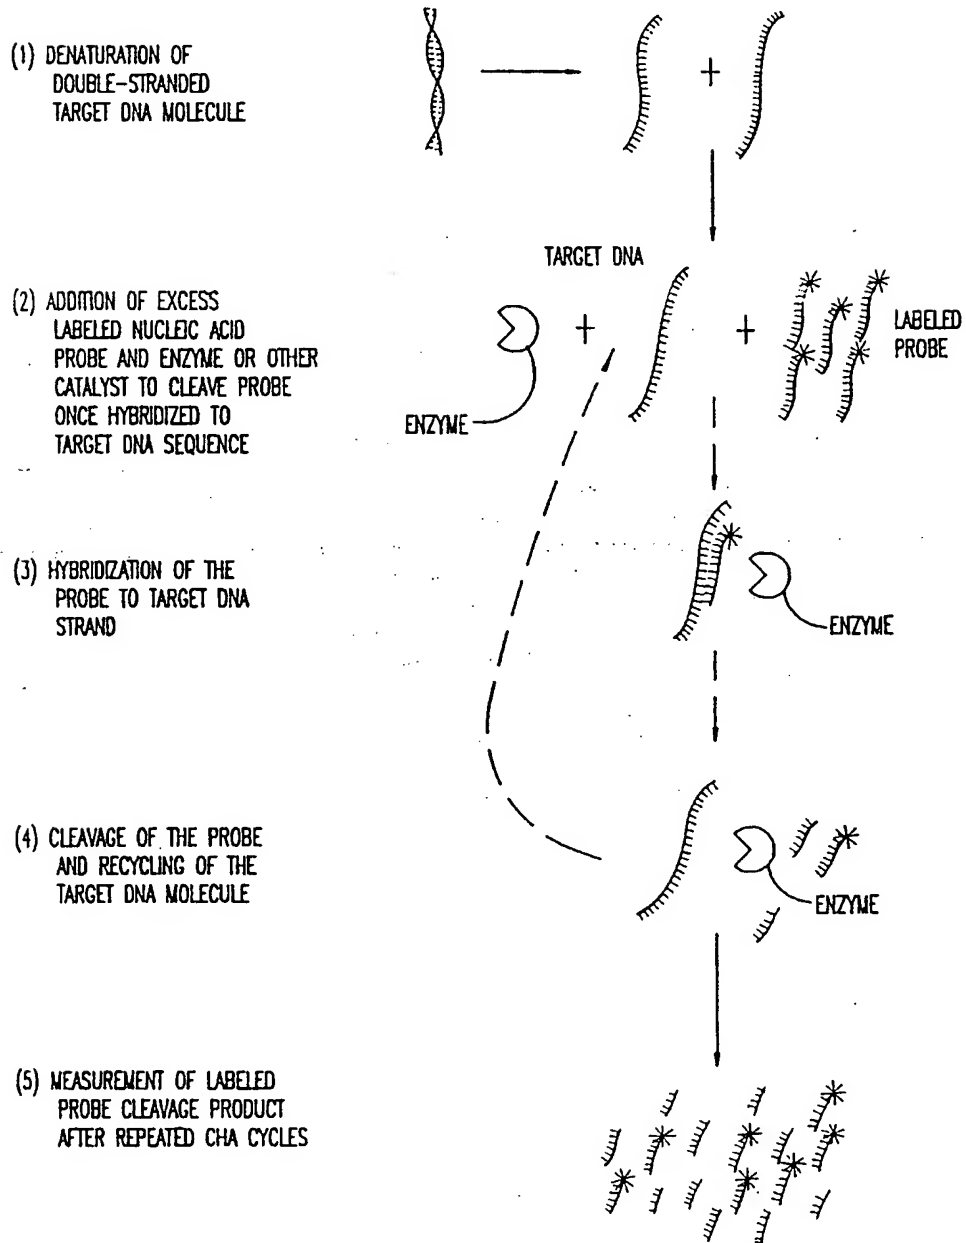 (1) DENATURATION OF
DOUBLE-STRANDED
TARGET DNA MOLECULE
+
TARGET DNA
(2) ADDITION OF EXCESS
LABELED NUCLEIC ACID
PROBE AND ENZYME OR OTHER
CATALYST TO CLEAVE PROBE
ONCE HYBRIDIZED TO
TARGET DNA SEQUENCE
+
+
LABELED
PROBE
ENZYME
(3) HYBRIDIZATION OF THE
PROBE TO TARGET DNA
STRAND
ENZYME
(4) CLEAVAGE OF THE PROBE
AND RECYCLING OF THE
TARGET DNA MOLECULE
ENZYME
(5) MEASUREMENT OF LABELED
PROBE CLEAVAGE PRODUCT
AFTER REPEATED CHA CYCLES